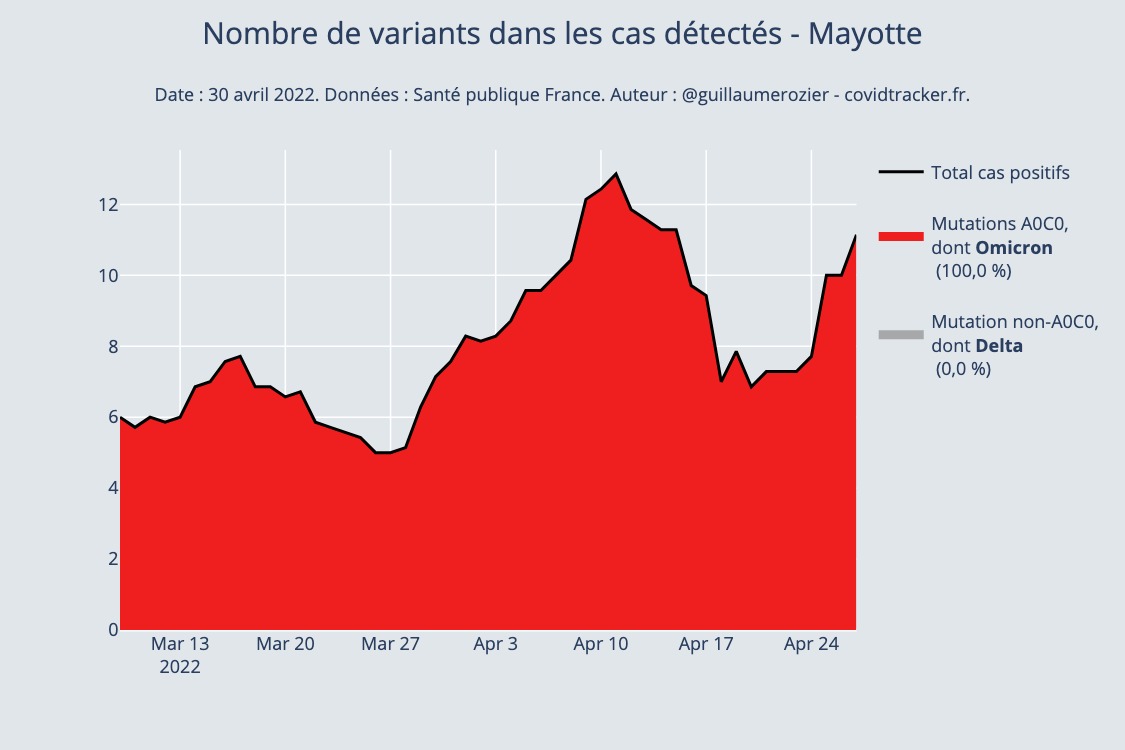 Nombre de variants dans les cas détectés - Mayotte
Date : 30 avril 2022. Données : Santé publique France. Auteur : @guillaumerozier - covidtracker.fr.
Total cas positifs
Mutations A0C0,
dont Omicron
(100,0 %)
Mutation non-A0C0,
dont Delta
(0,0 %)
12
10
8
6
4
2
0
Mar 13
2022
Mar 20
Mar 27
Apr 3
Apr 10
Apr 17
Apr 24